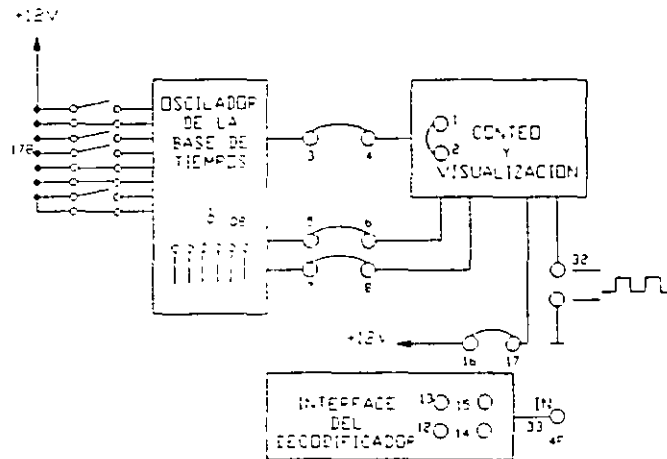 +12V
OSCILADOR
DE LA
BASE DE
TIEMPOS
3
4
1
2
CONTEO
Y
VISUALIZACION
5
6
7
8
32
+12V
16
17
INTERFACE
DEL
DECODIFICADOR
13
15
12
14
IN
33